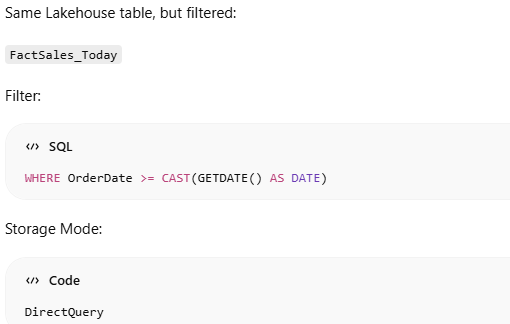 Same Lakehouse table, but filtered:
FactSales_Today
Filter:
</> SQL
WHERE OrderDate >= CAST(GETDATE() AS DATE)
Storage Mode:
</> Code
DirectQuery